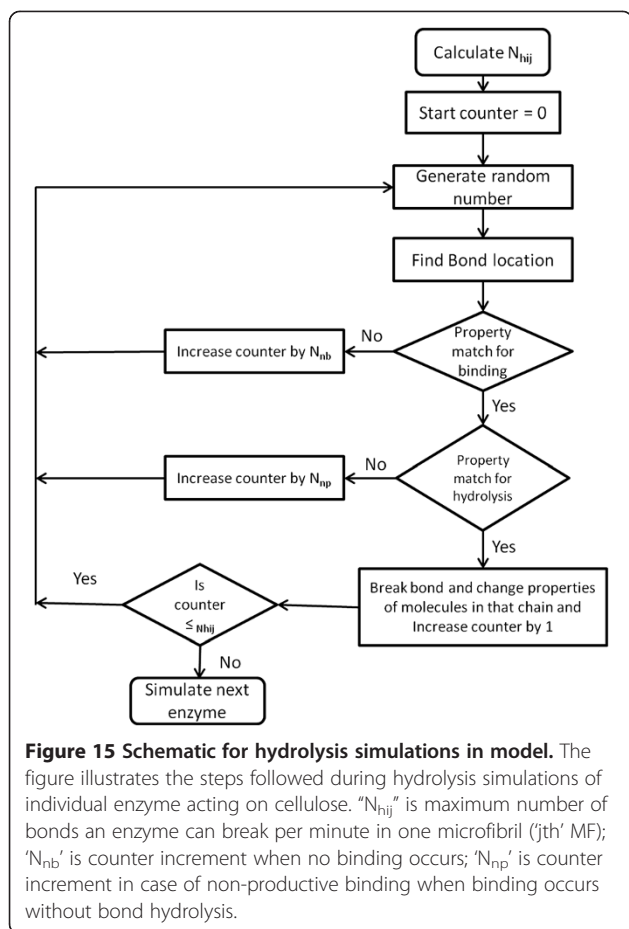 Calculate N_hij
Start counter = 0
Generate random
number
Find Bond location
Property
match for
binding
No
Increase counter by N_nb
Yes
Property
match for
hydrolysis
No
Increase counter by N_np
Yes
Break bond and change properties
of molecules in that chain and
Increase counter by 1
Is
counter
≤ N_hij
Yes
No
Simulate next
enzyme
Figure 15 Schematic for hydrolysis simulations in model. The
figure illustrates the steps followed during hydrolysis simulations of
individual enzyme acting on cellulose. "N_hij" is maximum number of
bonds an enzyme can break per minute in one microfibril ('jth' MF);
'N_nb' is counter increment when no binding occurs; 'N_np' is counter
increment in case of non-productive binding when binding occurs
without bond hydrolysis.